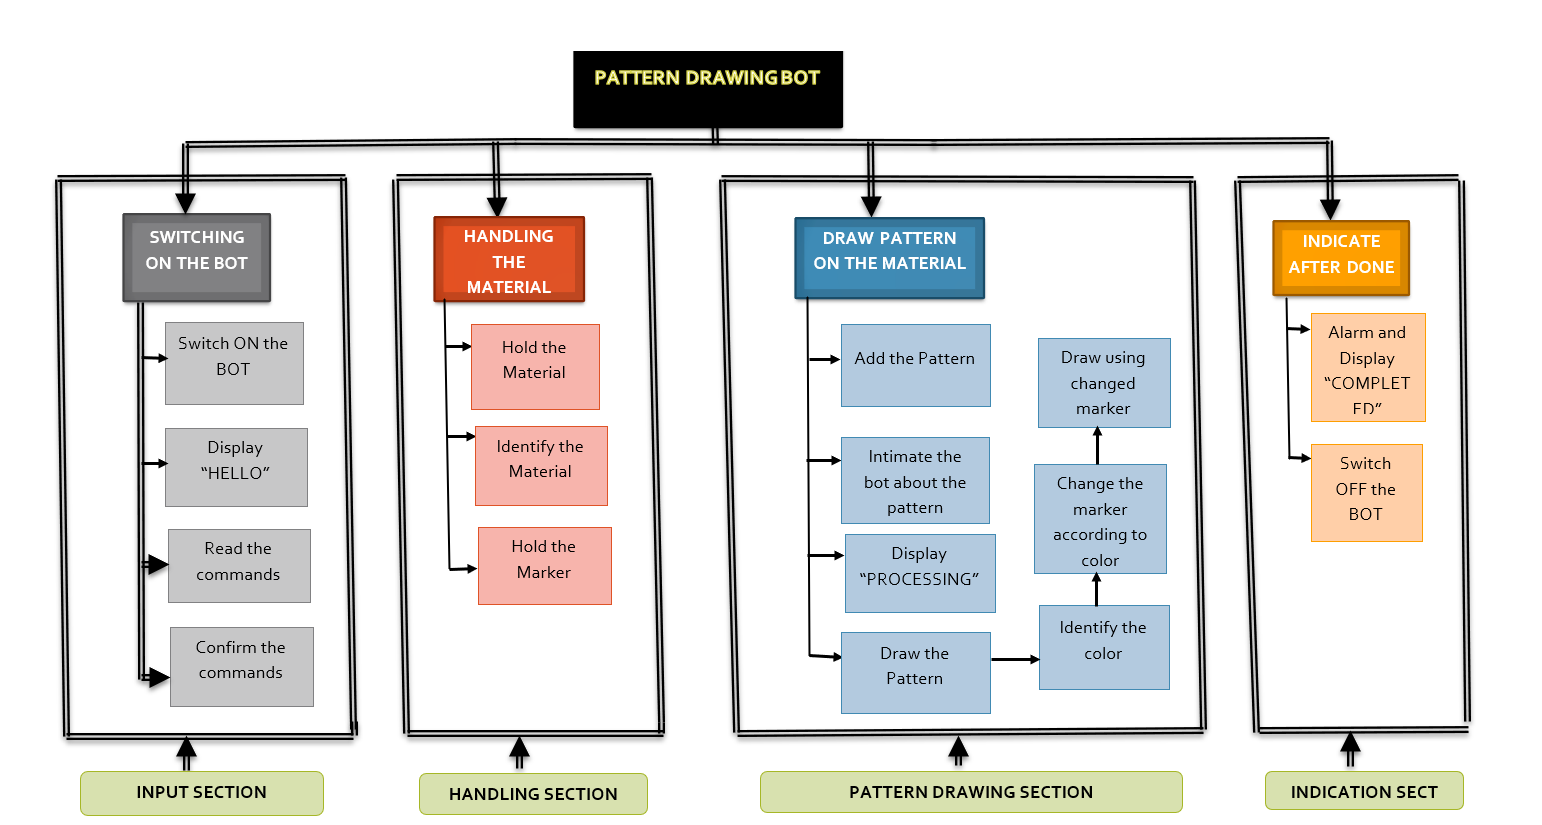 PATTERN DRAWING BOT
SWITCHING
ON THE BOT
Switch ON the
BOT
Display
“HELLO”
Read the
commands
Confirm the
commands
INPUT SECTION
HANDLING
THE
MATERIAL
Hold the
Material
Identify the
Material
Hold the
Marker
HANDLING SECTION
DRAW PATTERN
ON THE MATERIAL
Add the Pattern
Intimate the
bot about the
pattern
Display
“PROCESSING”
Draw the
Pattern
Identify the
color
Change the
marker
according to
color
Draw using
changed
marker
PATTERN DRAWING SECTION
INDICATE
AFTER DONE
Alarm and
Display
“COMPLET
ED”
Switch
OFF the
BOT
INDICATION SECT